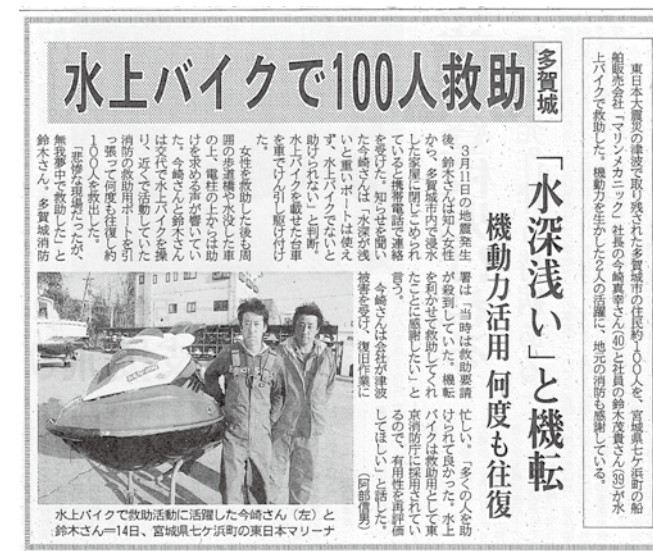 多賀城
水上バイクで100人救助
「水深浅い」と機転
機動力活用 何度も往復
東日本大震災の津波で取り残された多賀城市の住民約100人を、宮城県七ケ浜町の船
舶販売会社「マリンメカニック」社長の今崎真幸さん(40)と社員の鈴木茂貴さん(39)が水
上バイクで救助した。機動力を生かした2人の活躍に、地元の消防も感謝している。
3月11日の地震発生
後、鈴木さんは知人女性
から、多賀城市内で浸水
した家屋に閉じこめられ
ていると携帯電話で連絡
を受けた。知らせを聞い
た今崎さんは「水深が浅
いと重いボートは使え
ず、水上バイクでないと
助けられない」と判断。
水上バイクを載せた台車
を車でけん引し駆け付け
た。
女性を救助した後も周
囲の歩道橋や水没した車
の上、電柱の上からは助
けを求める声が響いてい
た。今崎さんと鈴木さん
は交代で水上バイクを操
り、近くで活動していた
消防の救助用ボートを引
っ張って何度も往復し約
100人を救出した。
「悲惨な現場だったが、
無我夢中で救助した」と
鈴木さん。多賀城消防
署は「当時は救助要請
が殺到していた。機転
を利かせて救助してくれ
たことに感謝したい」と
言う。
今崎さんは会社が津波
被害を受け、復旧作業に
忙しい。「多くの人を助
けられて良かった。水上
バイクは救助用として東
京消防庁に採用されてい
るので、有用性を再評価
してほしい」と話した。
(阿部信男)
水上バイクで救助活動に活躍した今崎さん(左)と
鈴木さん=14日、宮城県七ケ浜町の東日本マリーナ